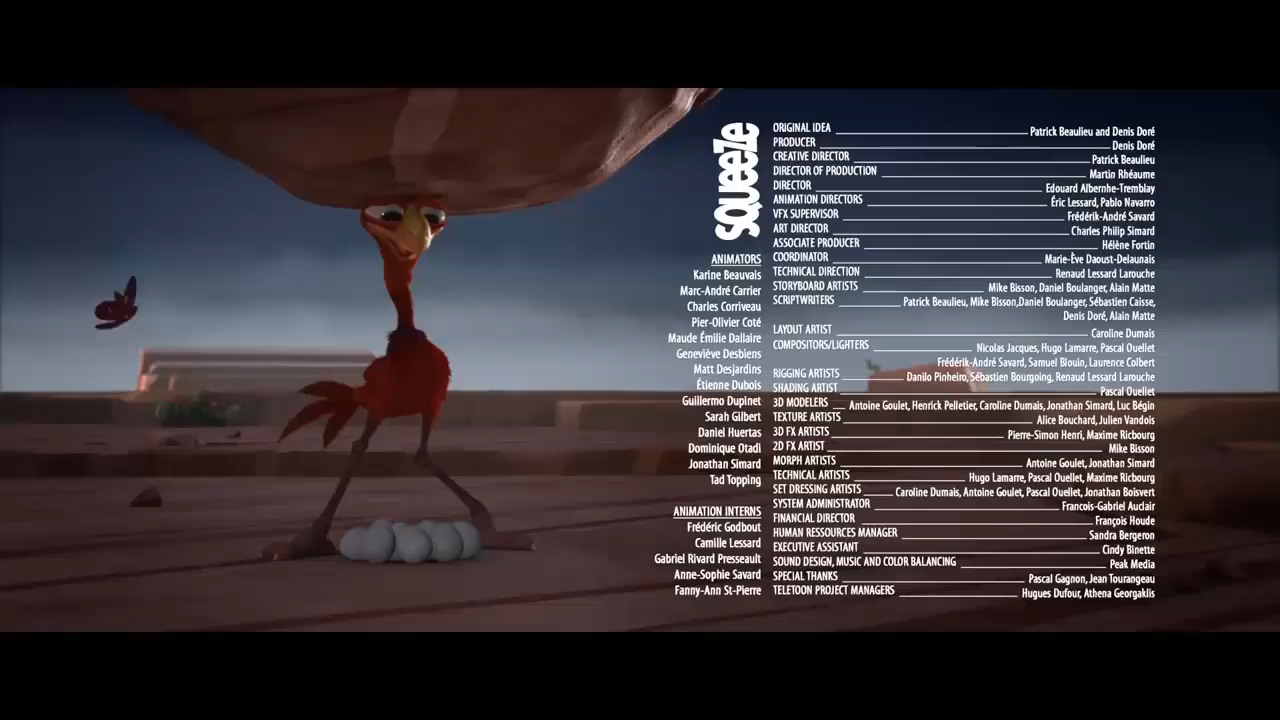 squeeze
ANIMATORS
Karine Beauvais
Marc-André Carrier
Charles Corriveau
Pier-Olivier Coté
Maude Émilie Dallaire
Geneviève Desbiens
Matt Desjardins
Étienne Dubois
Guillermo Dupinet
Sarah Gilbert
Daniel Huertas
Dominique Otadi
Jonathan Simard
Tad Topping
ANIMATION INTERNS
Frédéric Godbout
Camille Lessard
Gabriel Rivard Presseault
Anne-Sophie Savard
Fanny-Ann St-Pierre
ORIGINAL IDEA Patrick Beaulieu and Denis Doré
PRODUCER Denis Doré
CREATIVE DIRECTOR Patrick Beaulieu
DIRECTOR OF PRODUCTION Martin Rhéaume
DIRECTOR Edouard Albernhe-Tremblay
ANIMATION DIRECTORS Éric Lessard, Pablo Navarro
VFX SUPERVISOR Frédérik-André Savard
ART DIRECTOR Charles Philip Simard
ASSOCIATE PRODUCER Hélène Fortin
COORDINATOR Marie-Ève Daoust-Delaunais
TECHNICAL DIRECTION Renaud Lessard Larouche
STORYBOARD ARTISTS Mike Bisson, Daniel Boulanger, Alain Matte
SCRIPTWRITERS Patrick Beaulieu, Mike Bisson,Daniel Boulanger, Sébastien Caisse,
Denis Doré, Alain Matte
LAYOUT ARTIST Caroline Dumais
COMPOSITORS/LIGHTERS Nicolas Jacques, Hugo Lamarre, Pascal Ouellet
Frédérik-André Savard, Samuel Blouin, Laurence Colbert
RIGGING ARTISTS Danilo Pinheiro, Sébastien Bourgoing, Renaud Lessard Larouche
SHADING ARTIST Pascal Ouellet
3D MODELERS Antoine Goulet, Henrick Pelletier, Caroline Dumais, Jonathan Simard, Luc Bégin
TEXTURE ARTISTS Alice Bouchard, Julien Vandois
3D FX ARTISTS Pierre-Simon Henri, Maxime Ricbourg
2D FX ARTIST Mike Bisson
MORPH ARTISTS Antoine Goulet, Jonathan Simard
TECHNICAL ARTISTS Hugo Lamarre, Pascal Ouellet, Maxime Ricbourg
SET DRESSING ARTISTS Caroline Dumais, Antoine Goulet, Pascal Ouellet, Jonathan Boisvert
SYSTEM ADMINISTRATOR Francois-Gabriel Auclair
FINANCIAL DIRECTOR François Houde
HUMAN RESSOURCES MANAGER Sandra Bergeron
EXECUTIVE ASSISTANT Cindy Binette
SOUND DESIGN, MUSIC AND COLOR BALANCING Peak Media
SPECIAL THANKS Pascal Gagnon, Jean Tourangeau
TELETOON PROJECT MANAGERS Hugues Dufour, Athena Georgaklis